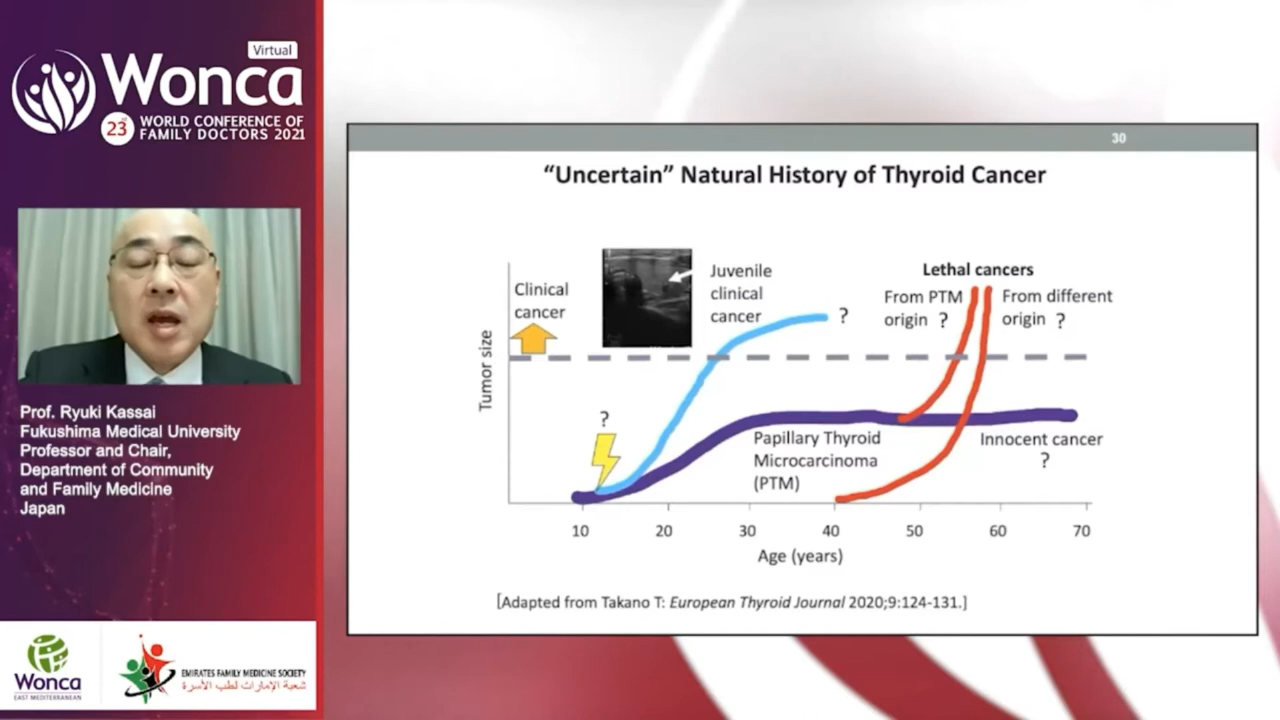 Virtual
Wonca
23rd WORLD CONFERENCE OF
FAMILY DOCTORS 2021
Prof. Ryuki Kassai
Fukushima Medical University
Professor and Chair,
Department of Community
and Family Medicine
Japan
Wonca
EAST MEDITERRANEAN
EMIRATES FAMILY MEDICINE SOCIETY
شعبة الإمارات لطب الأسرة
30
“Uncertain” Natural History of Thyroid Cancer
Clinical
cancer
Juvenile
clinical
cancer
?
Lethal cancers
From PTM
origin ?
From different
origin ?
Tumor size
?
Papillary Thyroid
Microcarcinoma
(PTM)
Innocent cancer
?
10 20 30 40 50 60 70
Age (years)
[Adapted from Takano T: European Thyroid Journal 2020;9:124-131.]